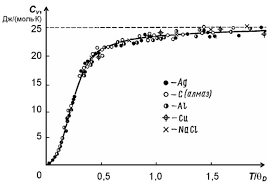 Cᵥ,
Дж/(моль·К)
25
20
15
10
5
0
●–Ag
○–C (алмаз)
◑–Al
⌖–Cu
×–NaCl
0,5
1,0
1,5
T/θ_D